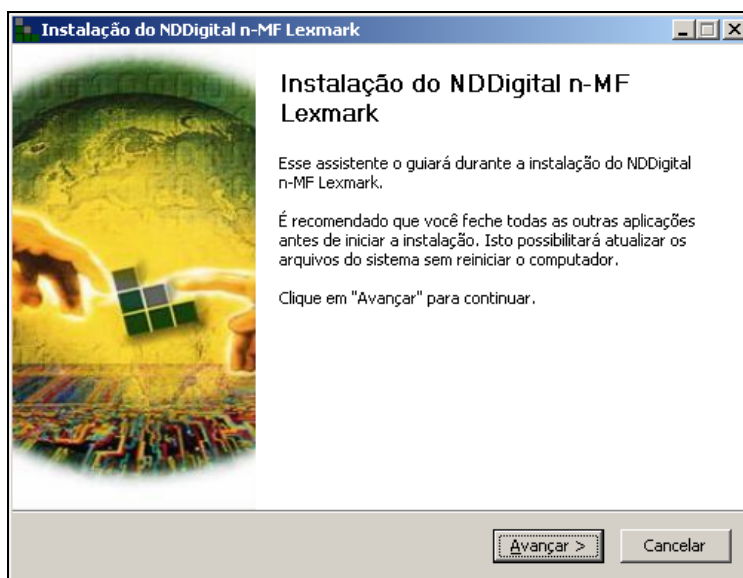 Instalação do NDDigital n-MF Lexmark
Instalação do NDDigital n-MF
Lexmark
Esse assistente o guiará durante a instalação do NDDigital
n-MF Lexmark.
É recomendado que você feche todas as outras aplicações
antes de iniciar a instalação. Isto possibilitará atualizar os
arquivos do sistema sem reiniciar o computador.
Clique em "Avançar" para continuar.
Avançar >
Cancelar